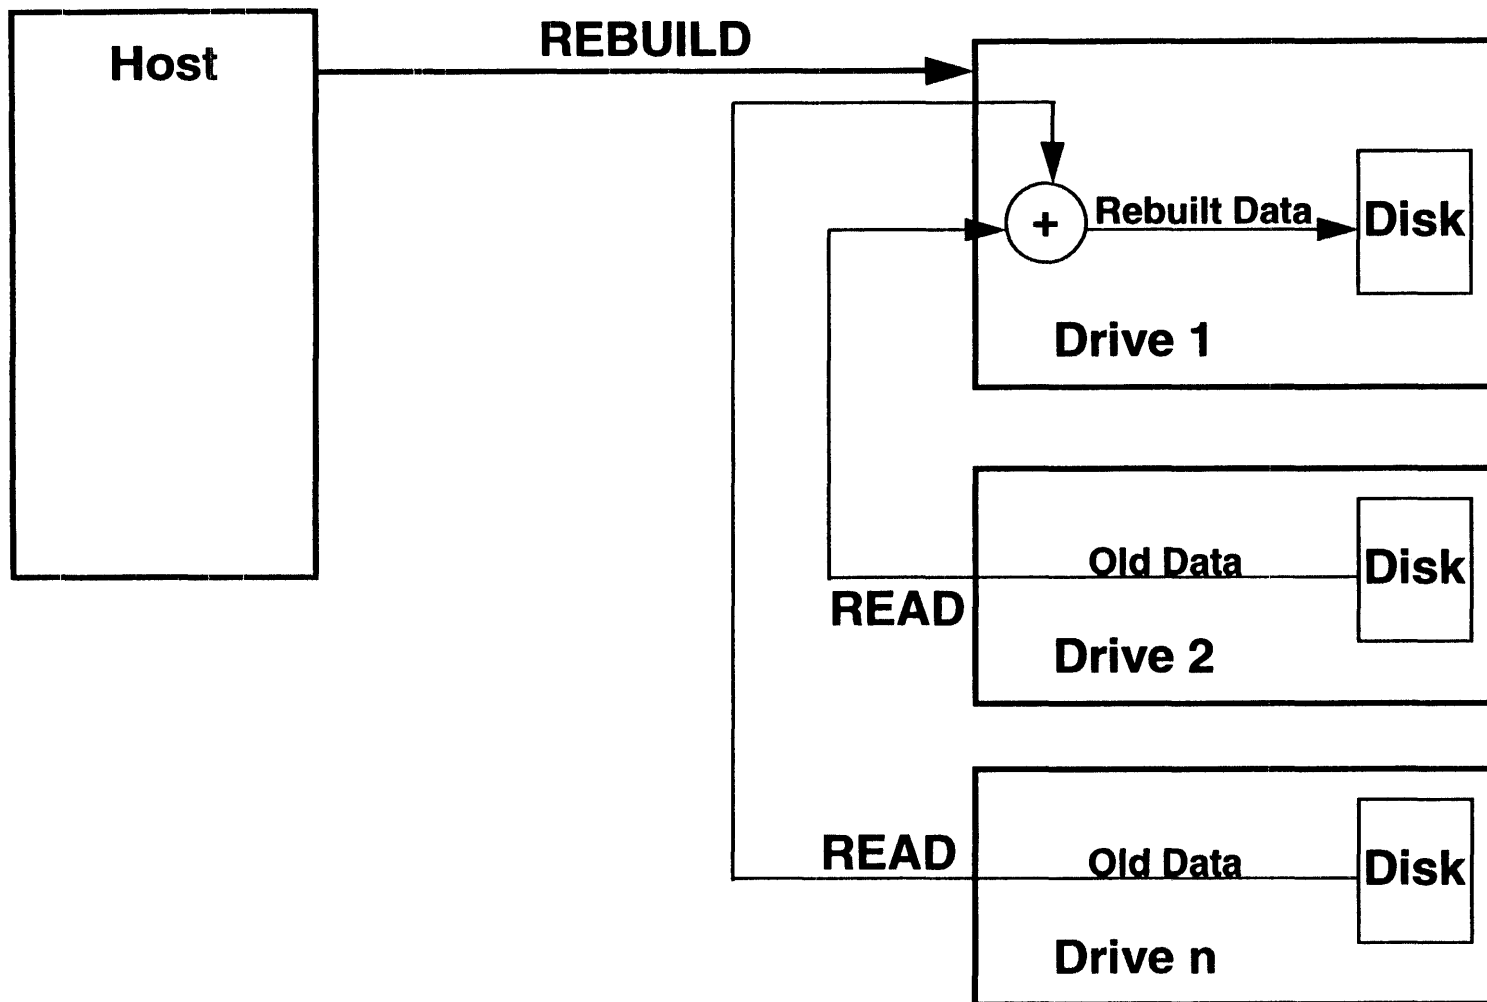 Host
REBUILD
+
Rebuilt Data
Disk
Drive 1
Old Data
Disk
READ
Drive 2
READ
Old Data
Disk
Drive n